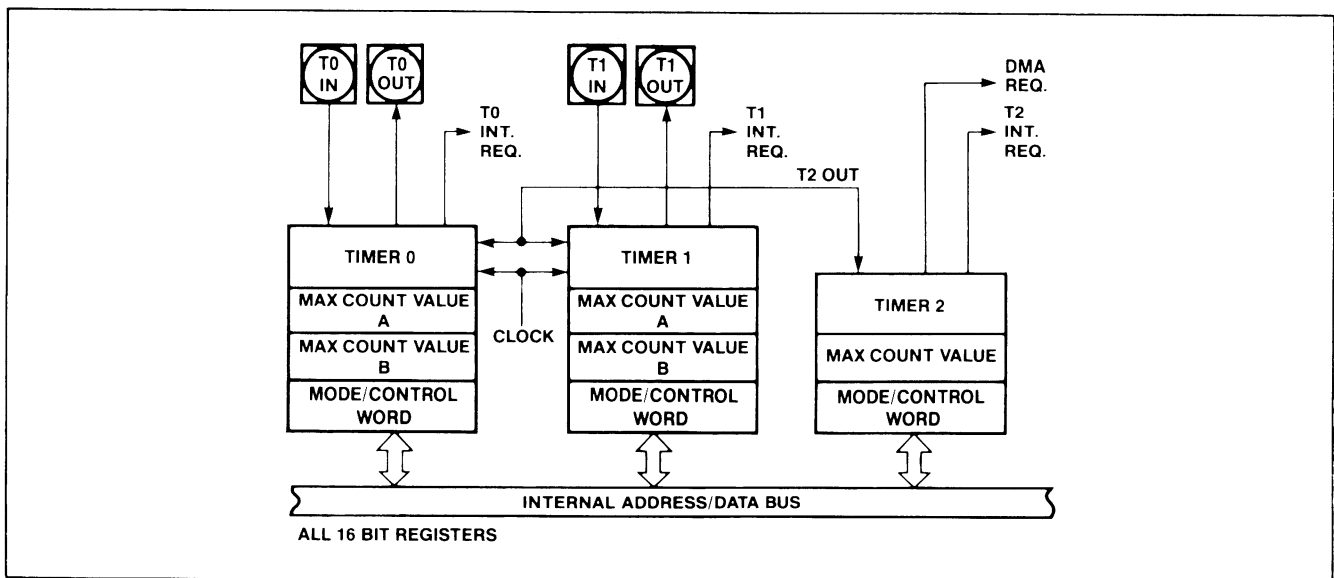 T0
IN
T0
OUT
T1
IN
T1
OUT
DMA
REQ.
T0
INT.
REQ.
T1
INT.
REQ.
T2
INT.
REQ.
T2 OUT
TIMER 0
MAX COUNT VALUE
A
MAX COUNT VALUE
B
MODE/CONTROL
WORD
CLOCK
TIMER 1
MAX COUNT VALUE
A
MAX COUNT VALUE
B
MODE/CONTROL
WORD
TIMER 2
MAX COUNT VALUE
MODE/CONTROL
WORD
INTERNAL ADDRESS/DATA BUS
ALL 16 BIT REGISTERS